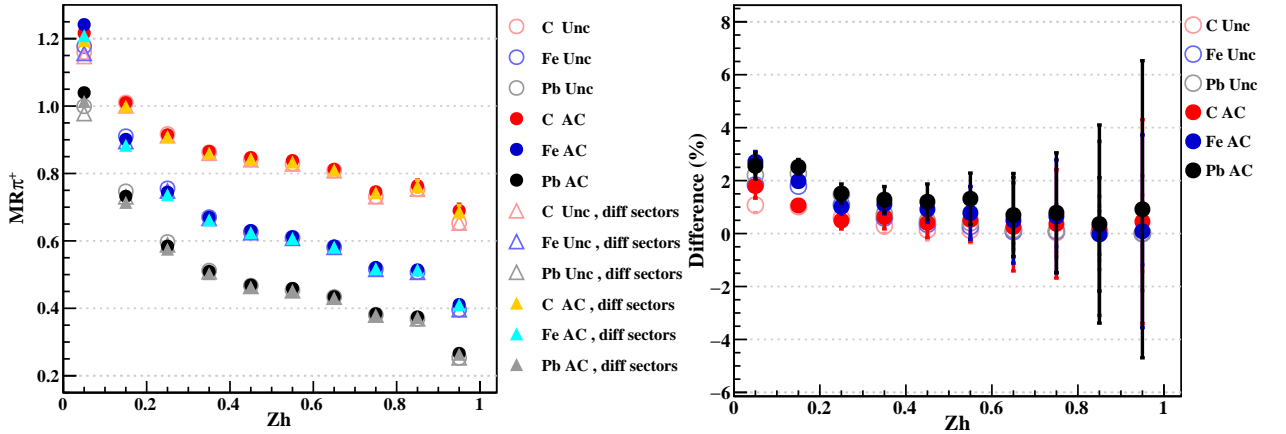 MRπ⁺
1.2
1.0
0.8
0.6
0.4
0.2
0 0.2 0.4 0.6 0.8 1
Zh
C Unc
Fe Unc
Pb Unc
C AC
Fe AC
Pb AC
C Unc , diff sectors
Fe Unc , diff sectors
Pb Unc , diff sectors
C AC , diff sectors
Fe AC , diff sectors
Pb AC , diff sectors
Difference (%)
8
6
4
2
0
−2
−4
−6
0 0.2 0.4 0.6 0.8 1
Zh
C Unc
Fe Unc
Pb Unc
C AC
Fe AC
Pb AC